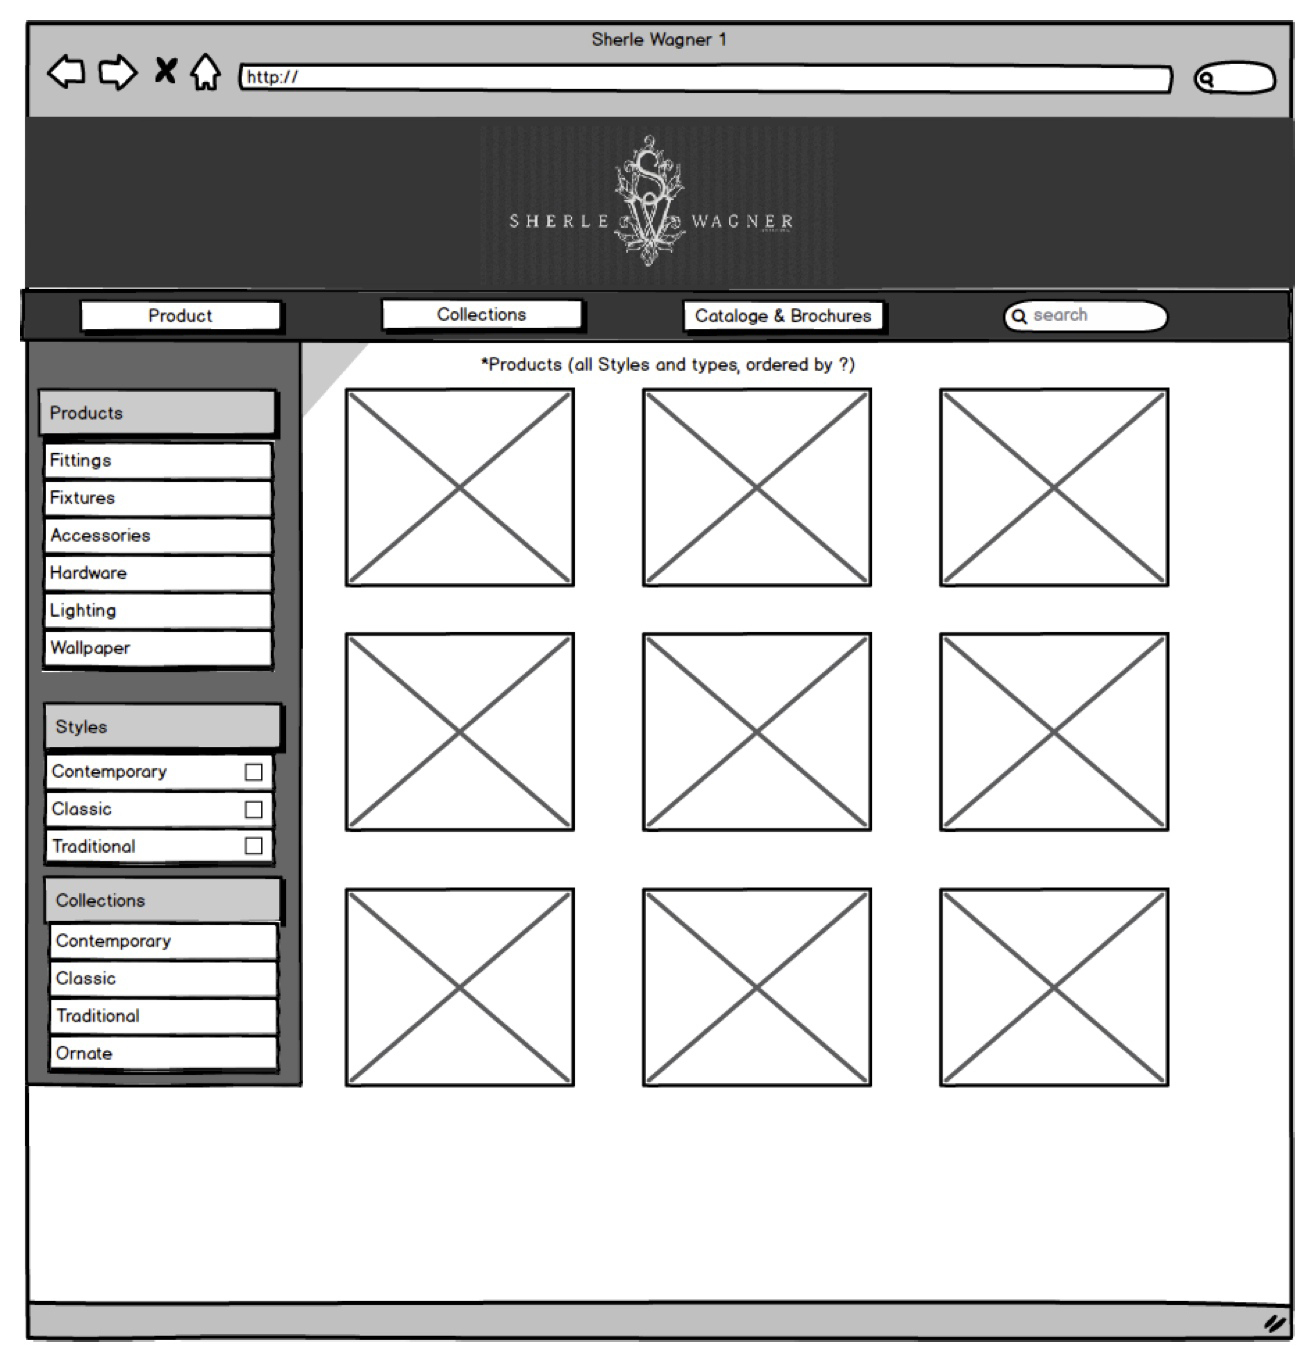 Sherle Wagner 1
http://
SHERLE WAGNER
Product
Collections
Cataloge & Brochures
search
*Products (all Styles and types, ordered by ?)
Products
Fittings
Fixtures
Accessories
Hardware
Lighting
Wallpaper
Styles
Contemporary
Classic
Traditional
Collections
Contemporary
Classic
Traditional
Ornate